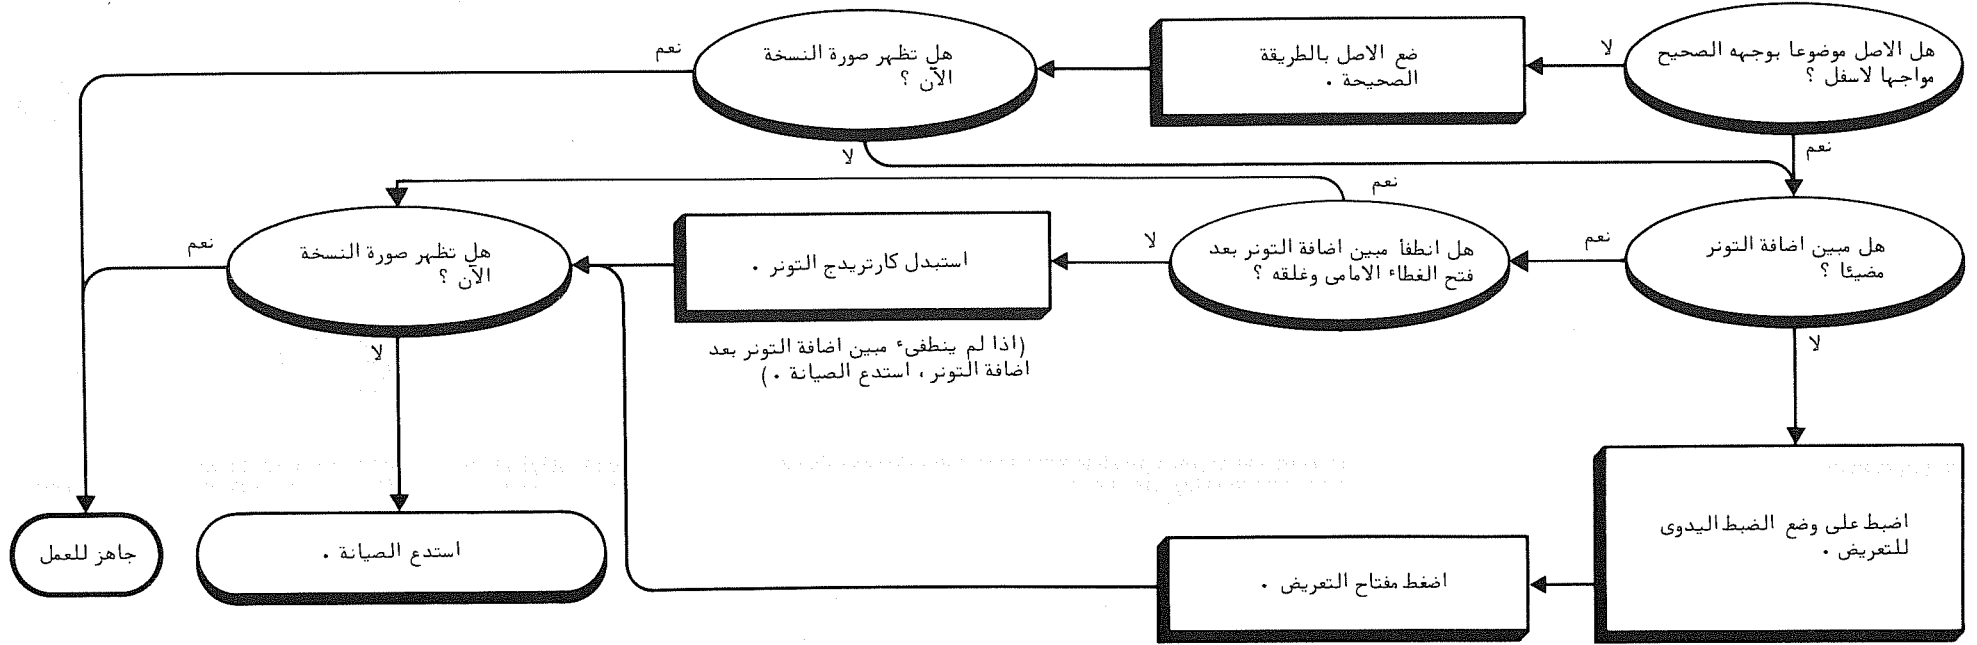 هل الاصل موضوعا بوجهه الصحيح
مواجها لاسفل ؟
لا
نعم
ضع الاصل بالطريقة
الصحيحة .
هل تظهر صورة النسخة
الآن ؟
نعم
لا
هل مبين اضافة التونر
مضيئا ؟
نعم
لا
هل انطفأ مبين اضافة التونر بعد
فتح الغطاء الامامى وغلقه ؟
نعم
لا
استبدل كارتريدج التونر .
(اذا لم ينطفىء مبين اضافة التونر بعد
اضافة التونر ، استدع الصيانة .)
هل تظهر صورة النسخة
الآن ؟
نعم
لا
اضبط على وضع الضبط اليدوى
للتعريض .
اضغط مفتاح التعريض .
استدع الصيانة .
جاهز للعمل